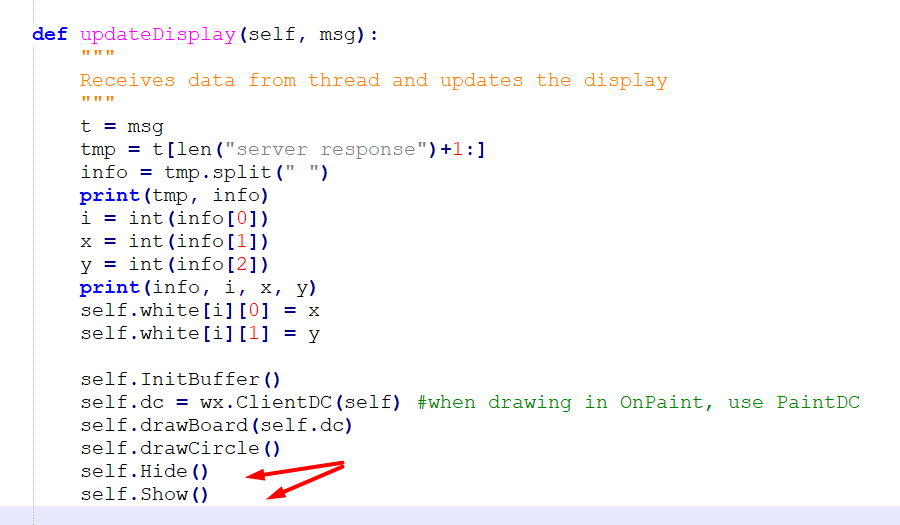 def updateDisplay(self, msg):
    """
    Receives data from thread and updates the display
    """
    t = msg
    tmp = t[len("server response")+1:]
    info = tmp.split(" ")
    print(tmp, info)
    i = int(info[0])
    x = int(info[1])
    y = int(info[2])
    print(info, i, x, y)
    self.white[i][0] = x
    self.white[i][1] = y

    self.InitBuffer()
    self.dc = wx.ClientDC(self) #when drawing in OnPaint, use PaintDC
    self.drawBoard(self.dc)
    self.drawCircle()
    self.Hide()
    self.Show()